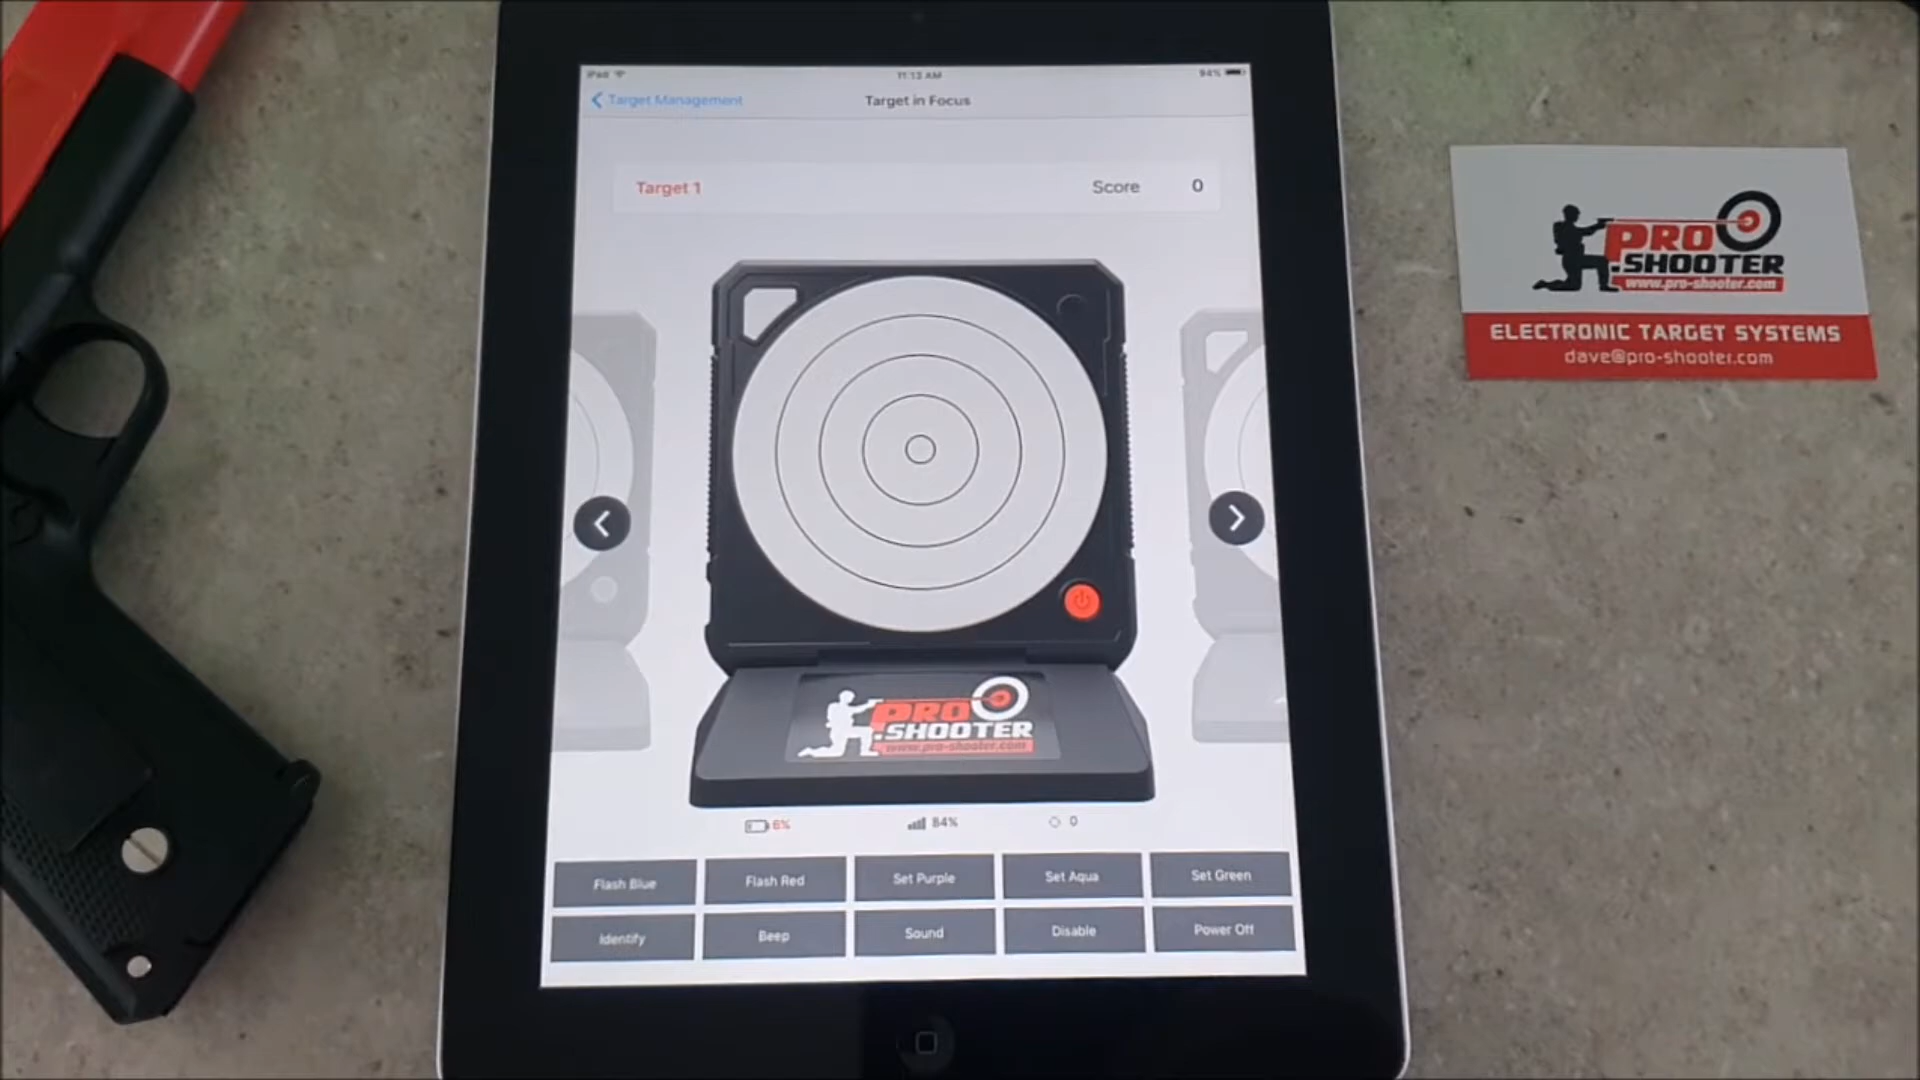 iPad
11:13 AM
94%
Target Management
Target in Focus
Target 1
Score
0
PRO
SHOOTER
www.pro-shooter.com
6%
84%
0
Flash Blue
Flash Red
Set Purple
Set Aqua
Set Green
Identify
Beep
Sound
Disable
Power Off
PRO
SHOOTER
www.pro-shooter.com
ELECTRONIC TARGET SYSTEMS
dave@pro-shooter.com